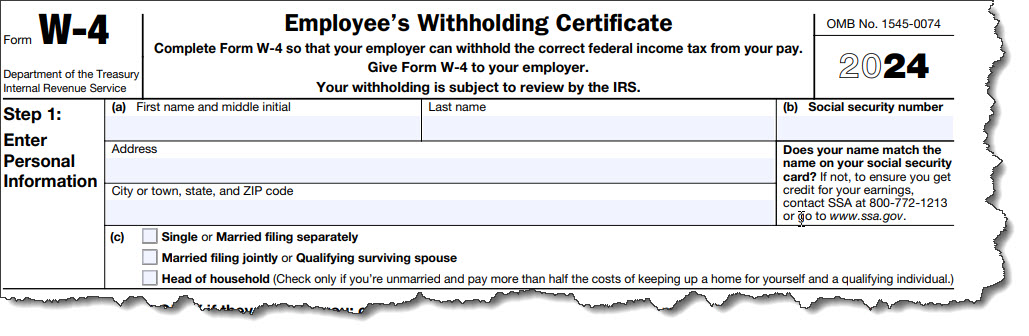 Form W-4
Department of the Treasury
Internal Revenue Service
Employee's Withholding Certificate
Complete Form W-4 so that your employer can withhold the correct federal income tax from your pay.
Give Form W-4 to your employer.
Your withholding is subject to review by the IRS.
OMB No. 1545-0074
2024
Step 1:
Enter
Personal
Information
(a) First name and middle initial
Last name
(b) Social security number
Address
City or town, state, and ZIP code
Does your name match the
name on your social security
card? If not, to ensure you get
credit for your earnings,
contact SSA at 800-772-1213
or go to www.ssa.gov.
(c) Single or Married filing separately
Married filing jointly or Qualifying surviving spouse
Head of household (Check only if you're unmarried and pay more than half the costs of keeping up a home for yourself and a qualifying individual.)